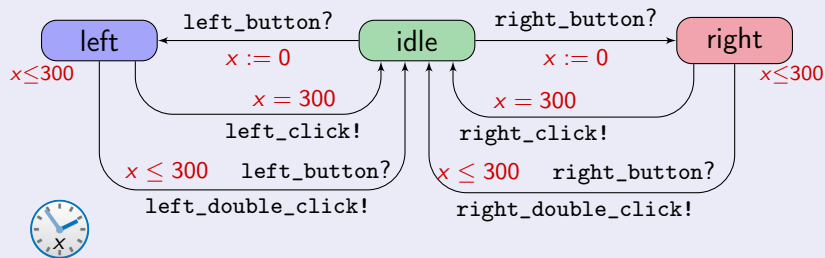 left_button?
right_button?
left
idle
right
x := 0
x := 0
x≤300
x≤300
x = 300
x = 300
left_click!
right_click!
x ≤ 300
left_button?
x ≤ 300
right_button?
left_double_click!
right_double_click!
x